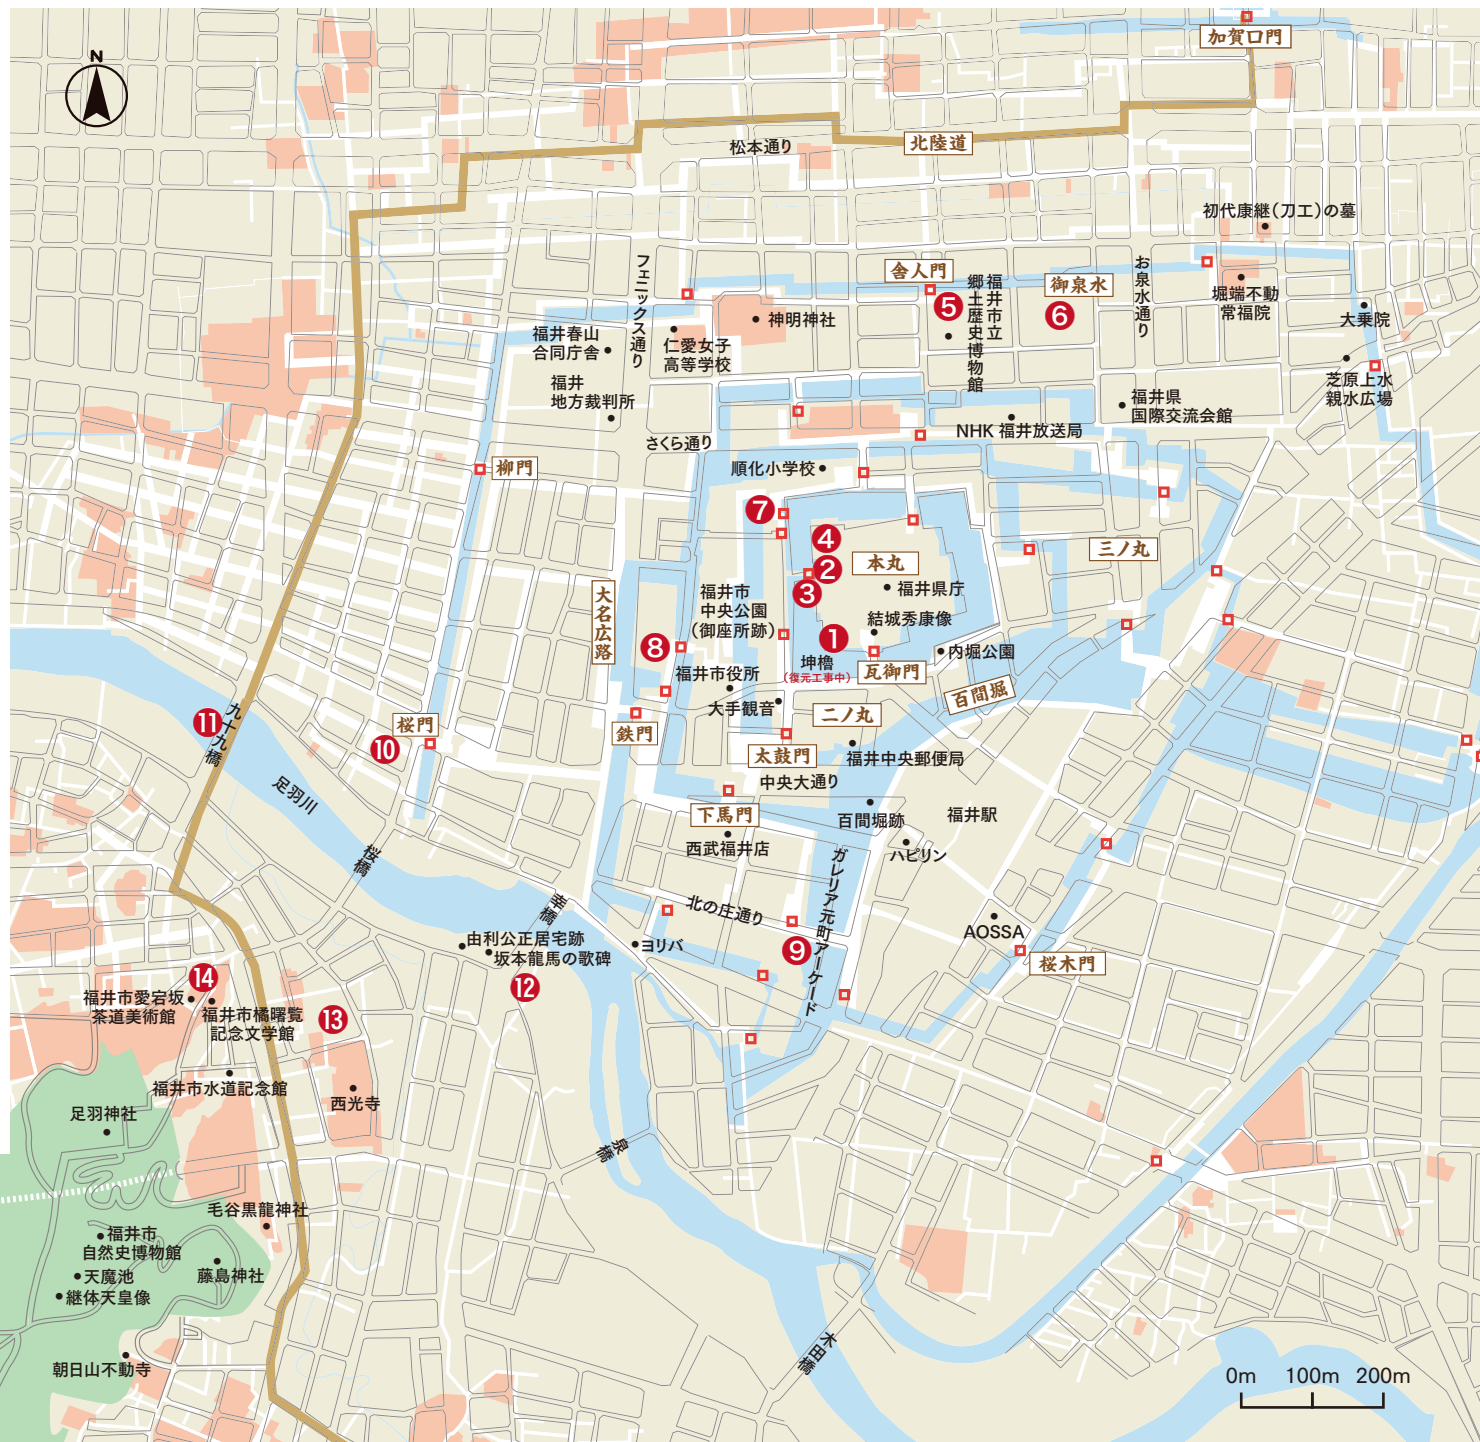 N
加賀口門
北陸道
松本通り
初代康継(刀工)の墓
フェニックス通り
舎人門
福井市立
郷土歴史博物館
御泉水
お泉水通り
堀端不動
常福院
大乗院
⑤
⑥
神明神社
福井春山
合同庁舎
仁愛女子
高等学校
福井
地方裁判所
芝原上水
親水広場
福井県
国際交流会館
NHK 福井放送局
さくら通り
順化小学校
柳門
⑦
④
②
③
①
本丸
福井県庁
三ノ丸
大名広路
福井市
中央公園
(御座所跡)
結城秀康像
⑧
坤櫓
(復元工事中)
瓦御門
内堀公園
百間堀
福井市役所
大手観音
二ノ丸
鉄門
太鼓門
福井中央郵便局
中央大通り
⑪
九十九橋
⑩
桜門
足羽川
桜橋
下馬門
西武福井店
百間堀跡
福井駅
ハピリン
ガレリア元町アーケード
北の庄通り
幸橋
AOSSA
桜木門
⑨
由利公正居宅跡
坂本龍馬の歌碑
ヨリバ
⑫
⑭
福井市愛宕坂
茶道美術館
福井市橘曙覧
記念文学館
⑬
福井市水道記念館
西光寺
足羽神社
泉橋
毛谷黒龍神社
福井市
自然史博物館
天魔池
継体天皇像
藤島神社
朝日山不動寺
木田橋
0m 100m 200m